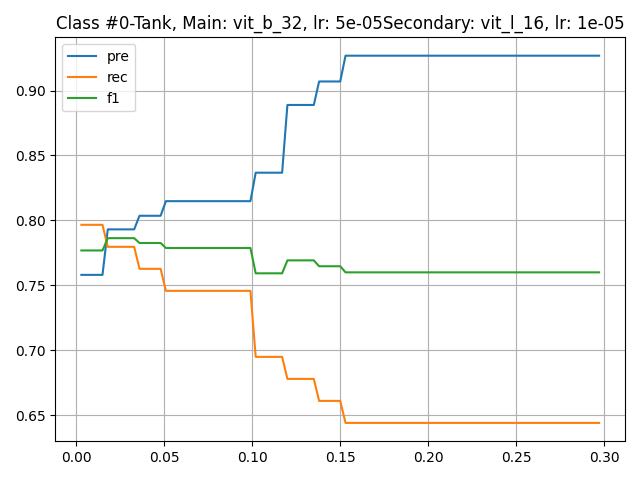 Class #0-Tank, Main: vit_b_32, lr: 5e-05Secondary: vit_l_16, lr: 1e-05
pre
rec
f1
0.90
0.85
0.80
0.75
0.70
0.65
0.00 0.05 0.10 0.15 0.20 0.25 0.30